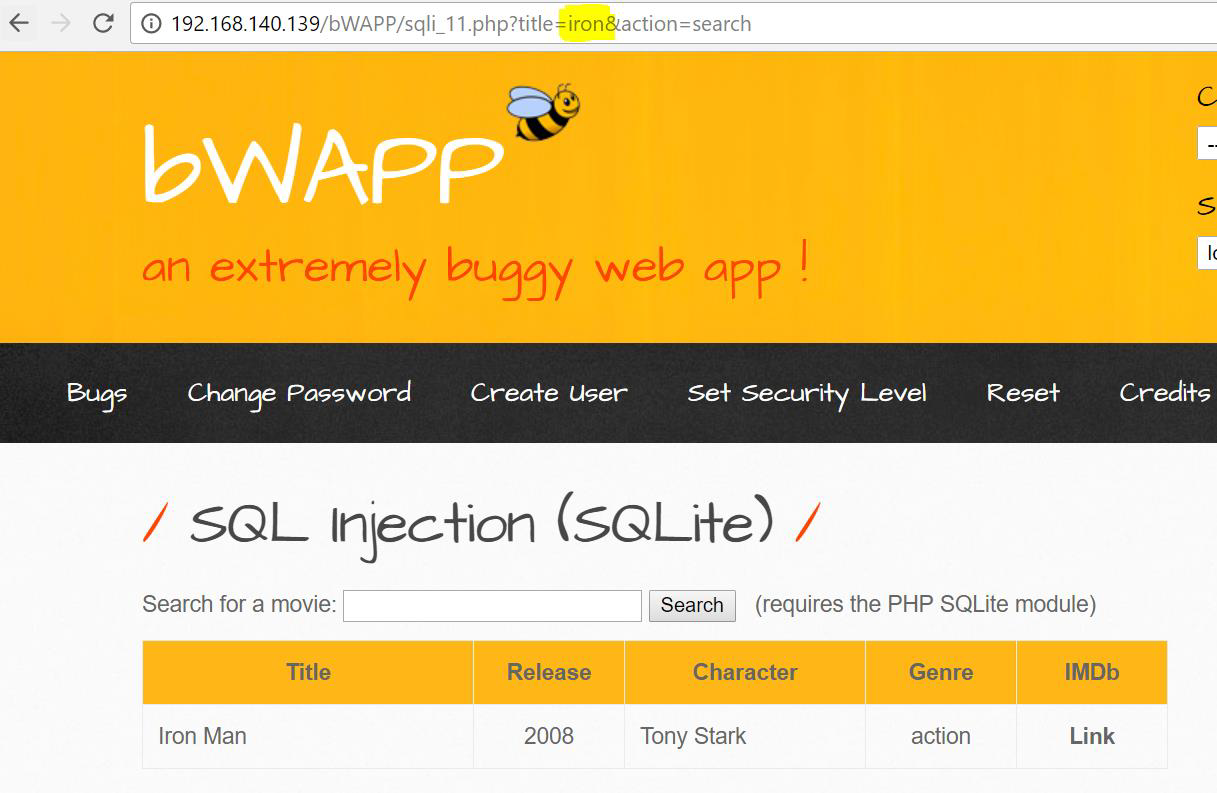 192.168.140.139/bWAPP/sqli_11.php?title=iron&action=search
bWAPP
an extremely buggy web app !
Bugs Change Password Create User Set Security Level Reset Credits
/ SQL Injection (SQLite) /
Search for a movie: Search (requires the PHP SQLite module)
Title Release Character Genre IMDb
Iron Man 2008 Tony Stark action Link